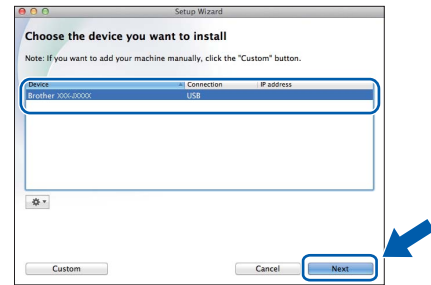 Setup Wizard
Choose the device you want to install
Note: If you want to add your machine manually, click the "Custom" button.
Device Connection IP address
Brother XXX-XXXXX USB
Custom Cancel Next